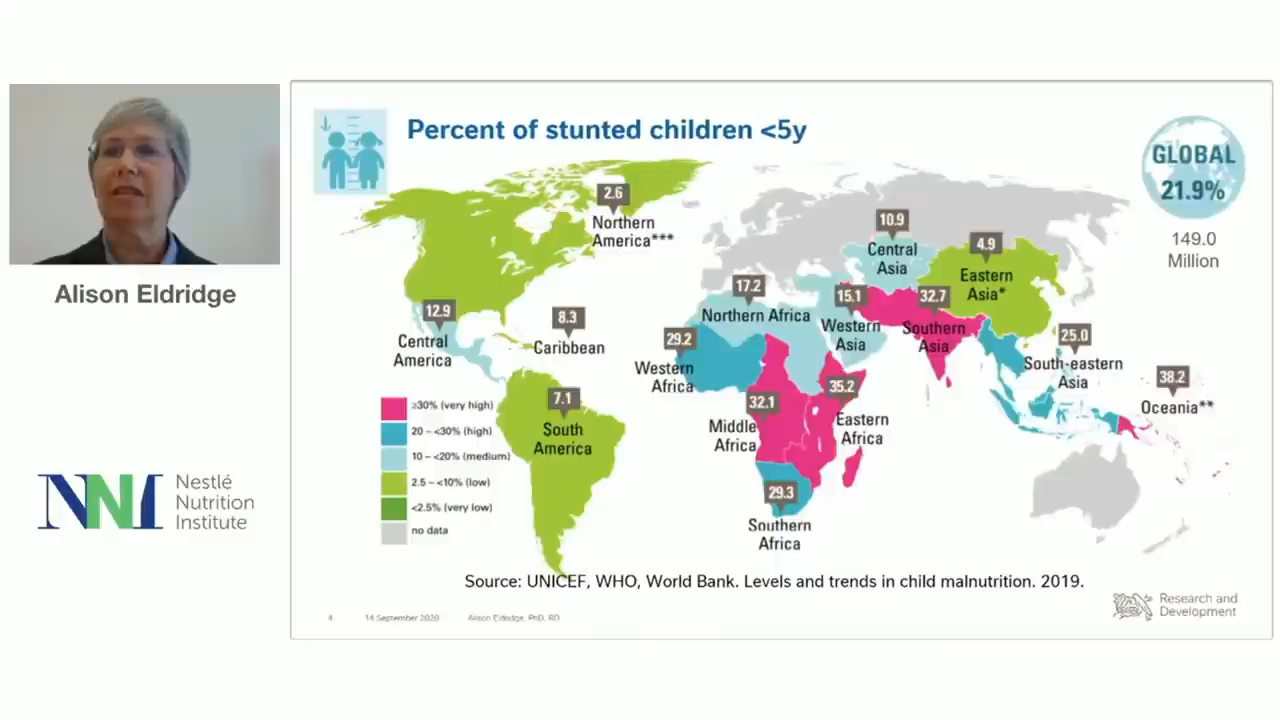 Percent of stunted children <5y
GLOBAL
21.9%
149.0
Million
2.6
Northern
America***
10.9
Central
Asia
4.9
Eastern
Asia*
17.2
Northern Africa
15.1
Western
Asia
32.7
Southern
Asia
12.9
Central
America
8.3
Caribbean
29.2
Western
Africa
25.0
South-eastern
Asia
38.2
Oceania**
7.1
South
America
32.1
Middle
Africa
35.2
Eastern
Africa
29.3
Southern
Africa
≥30% (very high)
20 – <30% (high)
10 – <20% (medium)
2.5 – <10% (low)
<2.5% (very low)
no data
Source: UNICEF, WHO, World Bank. Levels and trends in child malnutrition. 2019.
4 14 September 2020 Alison Eldridge, PhD, RD
Research and
Development
Alison Eldridge
NNI
Nestlé
Nutrition
Institute